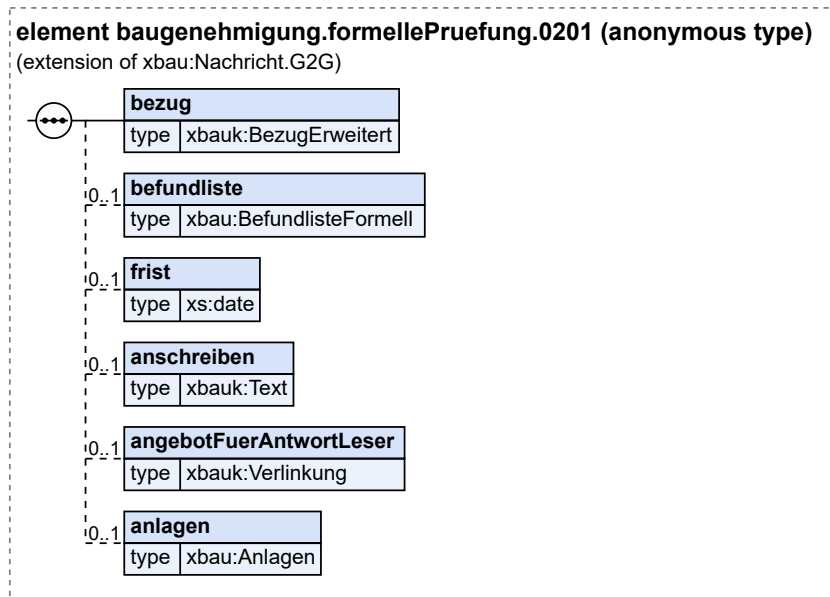 element baugenehmigung.formellePruefung.0201 (anonymous type)
(extension of xbau:Nachricht.G2G)
bezug
type xbauk:BezugErweitert
0..1 befundliste
type xbau:BefundlisteFormell
0..1 frist
type xs:date
0..1 anschreiben
type xbauk:Text
0..1 angebotFuerAntwortLeser
type xbauk:Verlinkung
0..1 anlagen
type xbau:Anlagen